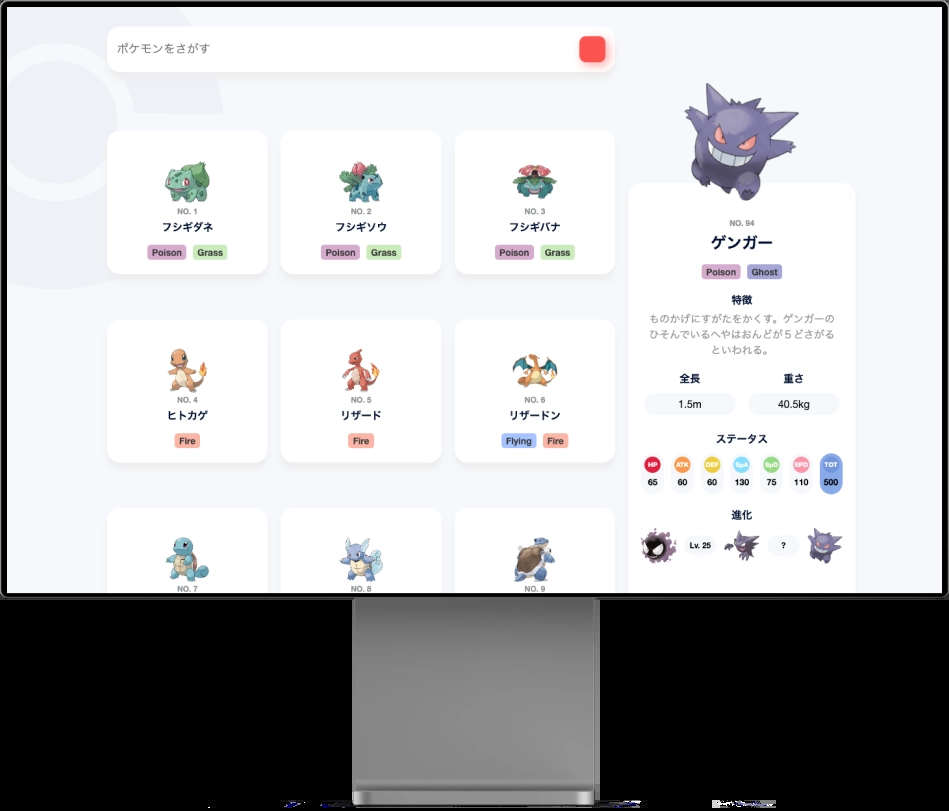 ポケモンをさがす
NO. 1
フシギダネ
Poison Grass
NO. 2
フシギソウ
Poison Grass
NO. 3
フシギバナ
Poison Grass
NO. 4
ヒトカゲ
Fire
NO. 5
リザード
Fire
NO. 6
リザードン
Flying Fire
NO. 7
NO. 8
NO. 9
NO. 94
ゲンガー
Poison Ghost
特徴
ものかげにすがたをかくす。ゲンガーの
ひそんでいるへやはおんどが５どさがる
といわれる。
全長 重さ
1.5m 40.5kg
ステータス
HP ATK DEF SpA SpD SPD TOT
65 60 60 130 75 110 500
進化
Lv. 25 ?